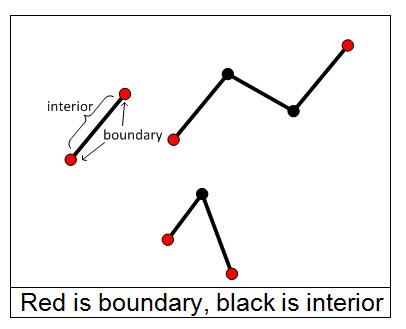 interior
boundary
Red is boundary, black is interior